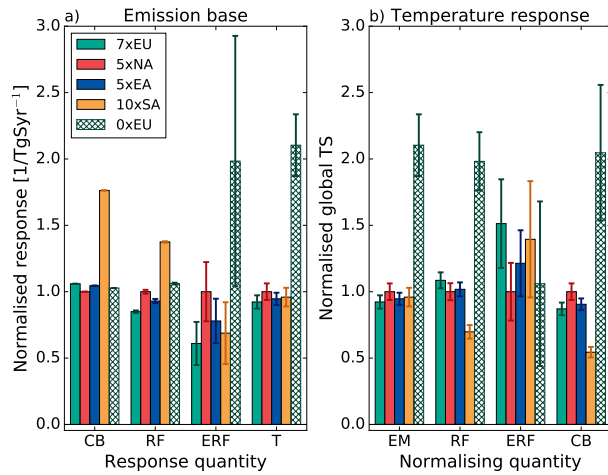 a) Emission base
3.0
2.5
2.0
1.5
1.0
0.5
0.0
Normalised response [1/TgSyr⁻¹]
7xEU
5xNA
5xEA
10xSA
0xEU
CB RF ERF T
Response quantity
b) Temperature response
3.0
2.5
2.0
1.5
1.0
0.5
0.0
Normalised global TS
EM RF ERF CB
Normalising quantity